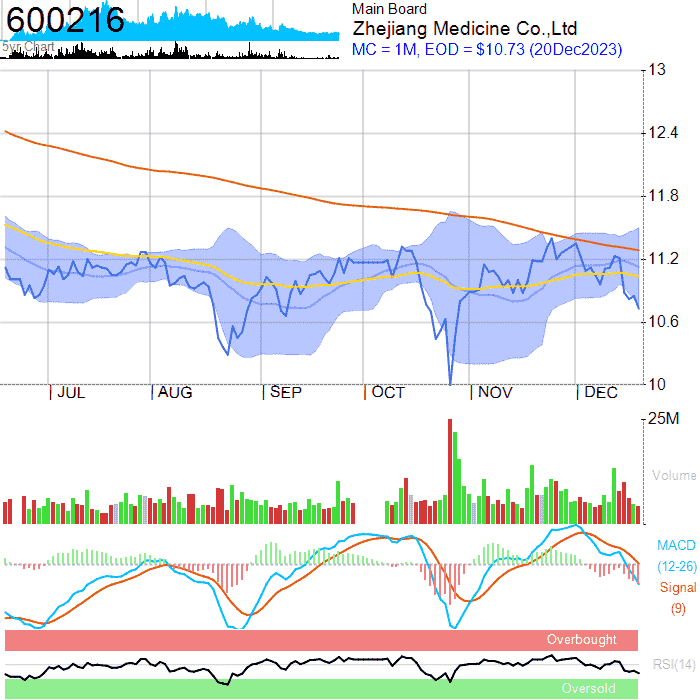 600216
5yr Chart
Main Board
Zhejiang Medicine Co.,Ltd
MC = 1M, EOD = $10.73 (20Dec2023)
13
12.4
11.8
11.2
10.6
10
JUL AUG SEP OCT NOV DEC
25M
Volume
MACD
(12-26)
Signal
(9)
Overbought
RSI(14)
Oversold